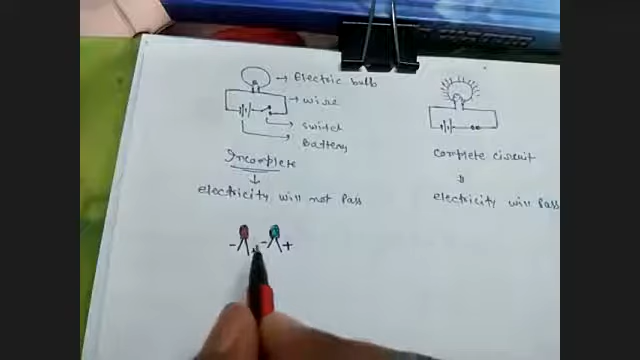 → Electric bulb
→ wire
→ switch
→ Battery
Incomplete
↓
electricity will not Pass
complete circuit
↓
electricity will Pass
- + - +